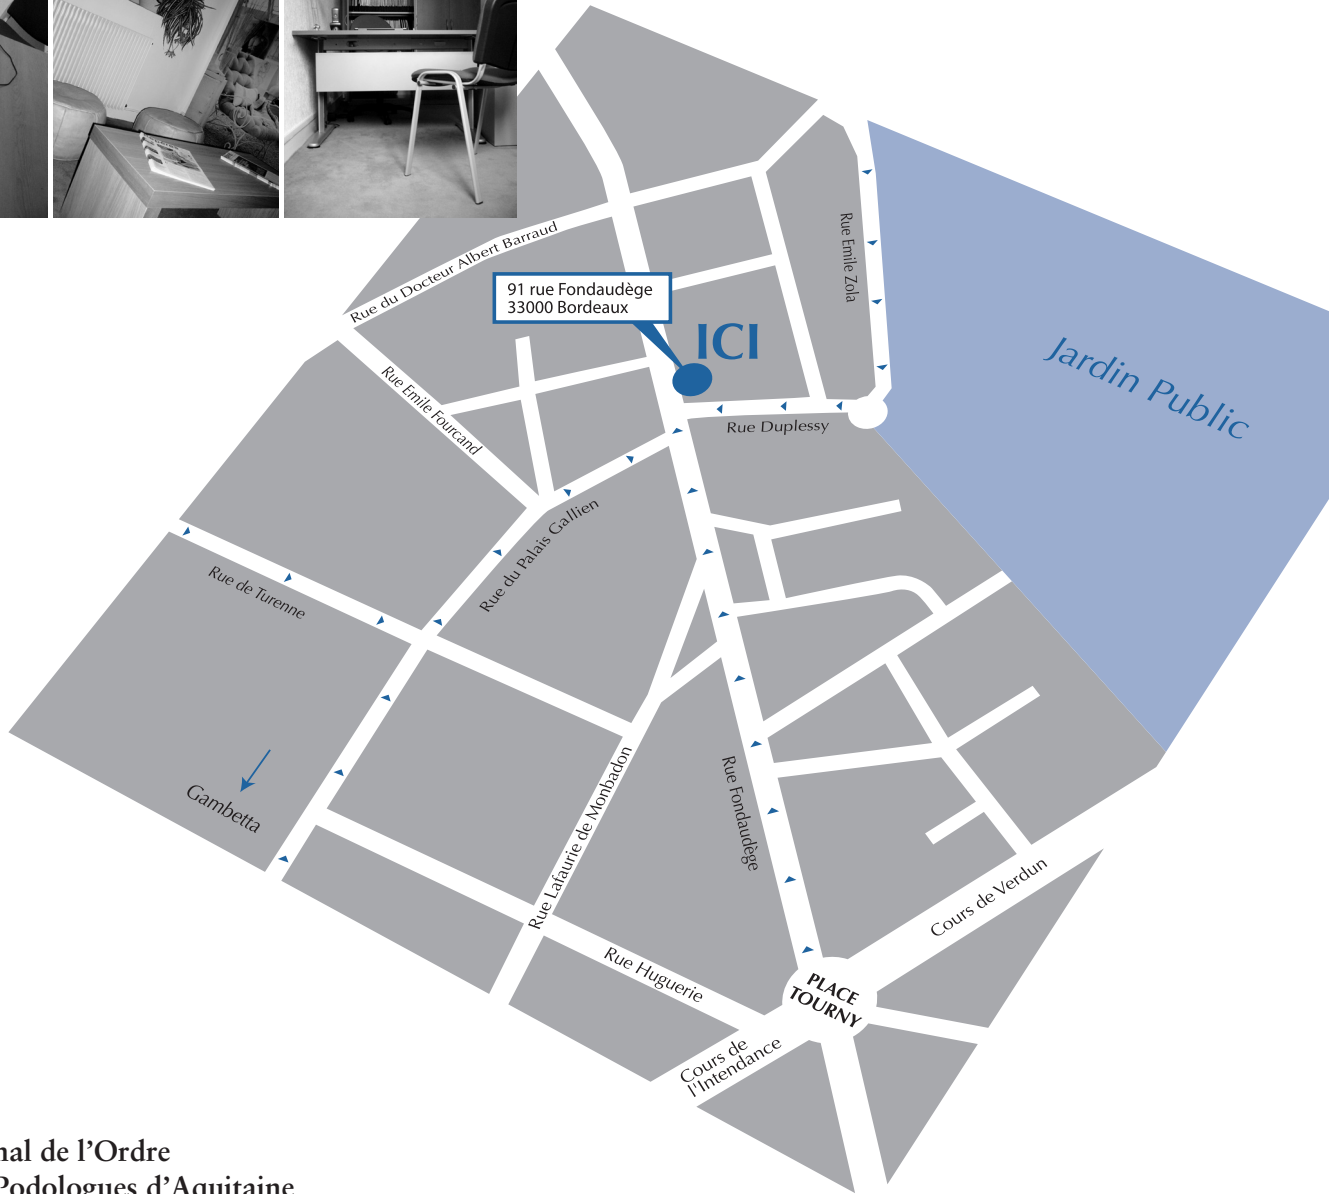 Rue du Docteur Albert Barraud
91 rue Fondaudège
33000 Bordeaux
ICI
Rue Emile Zola
Jardin Public
Rue Emile Fourcand
Rue Duplessy
Rue du Palais Gallien
Rue de Turenne
Gambetta
Rue Lafaurie de Monbadon
Rue Fondaudège
Cours de Verdun
Rue Huguerie
PLACE
TOURNY
Cours de
l'Intendance
nal de l’Ordre
Podologues d’Aquitaine